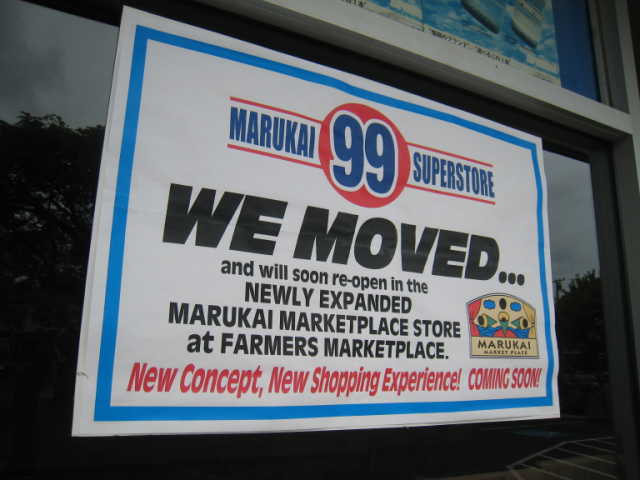 MARUKAI 99 SUPERSTORE
WE MOVED...
and will soon re-open in the
NEWLY EXPANDED
MARUKAI MARKETPLACE STORE
at FARMERS MARKETPLACE.
MARUKAI
MARKET PLACE
New Concept, New Shopping Experience! COMING SOON!